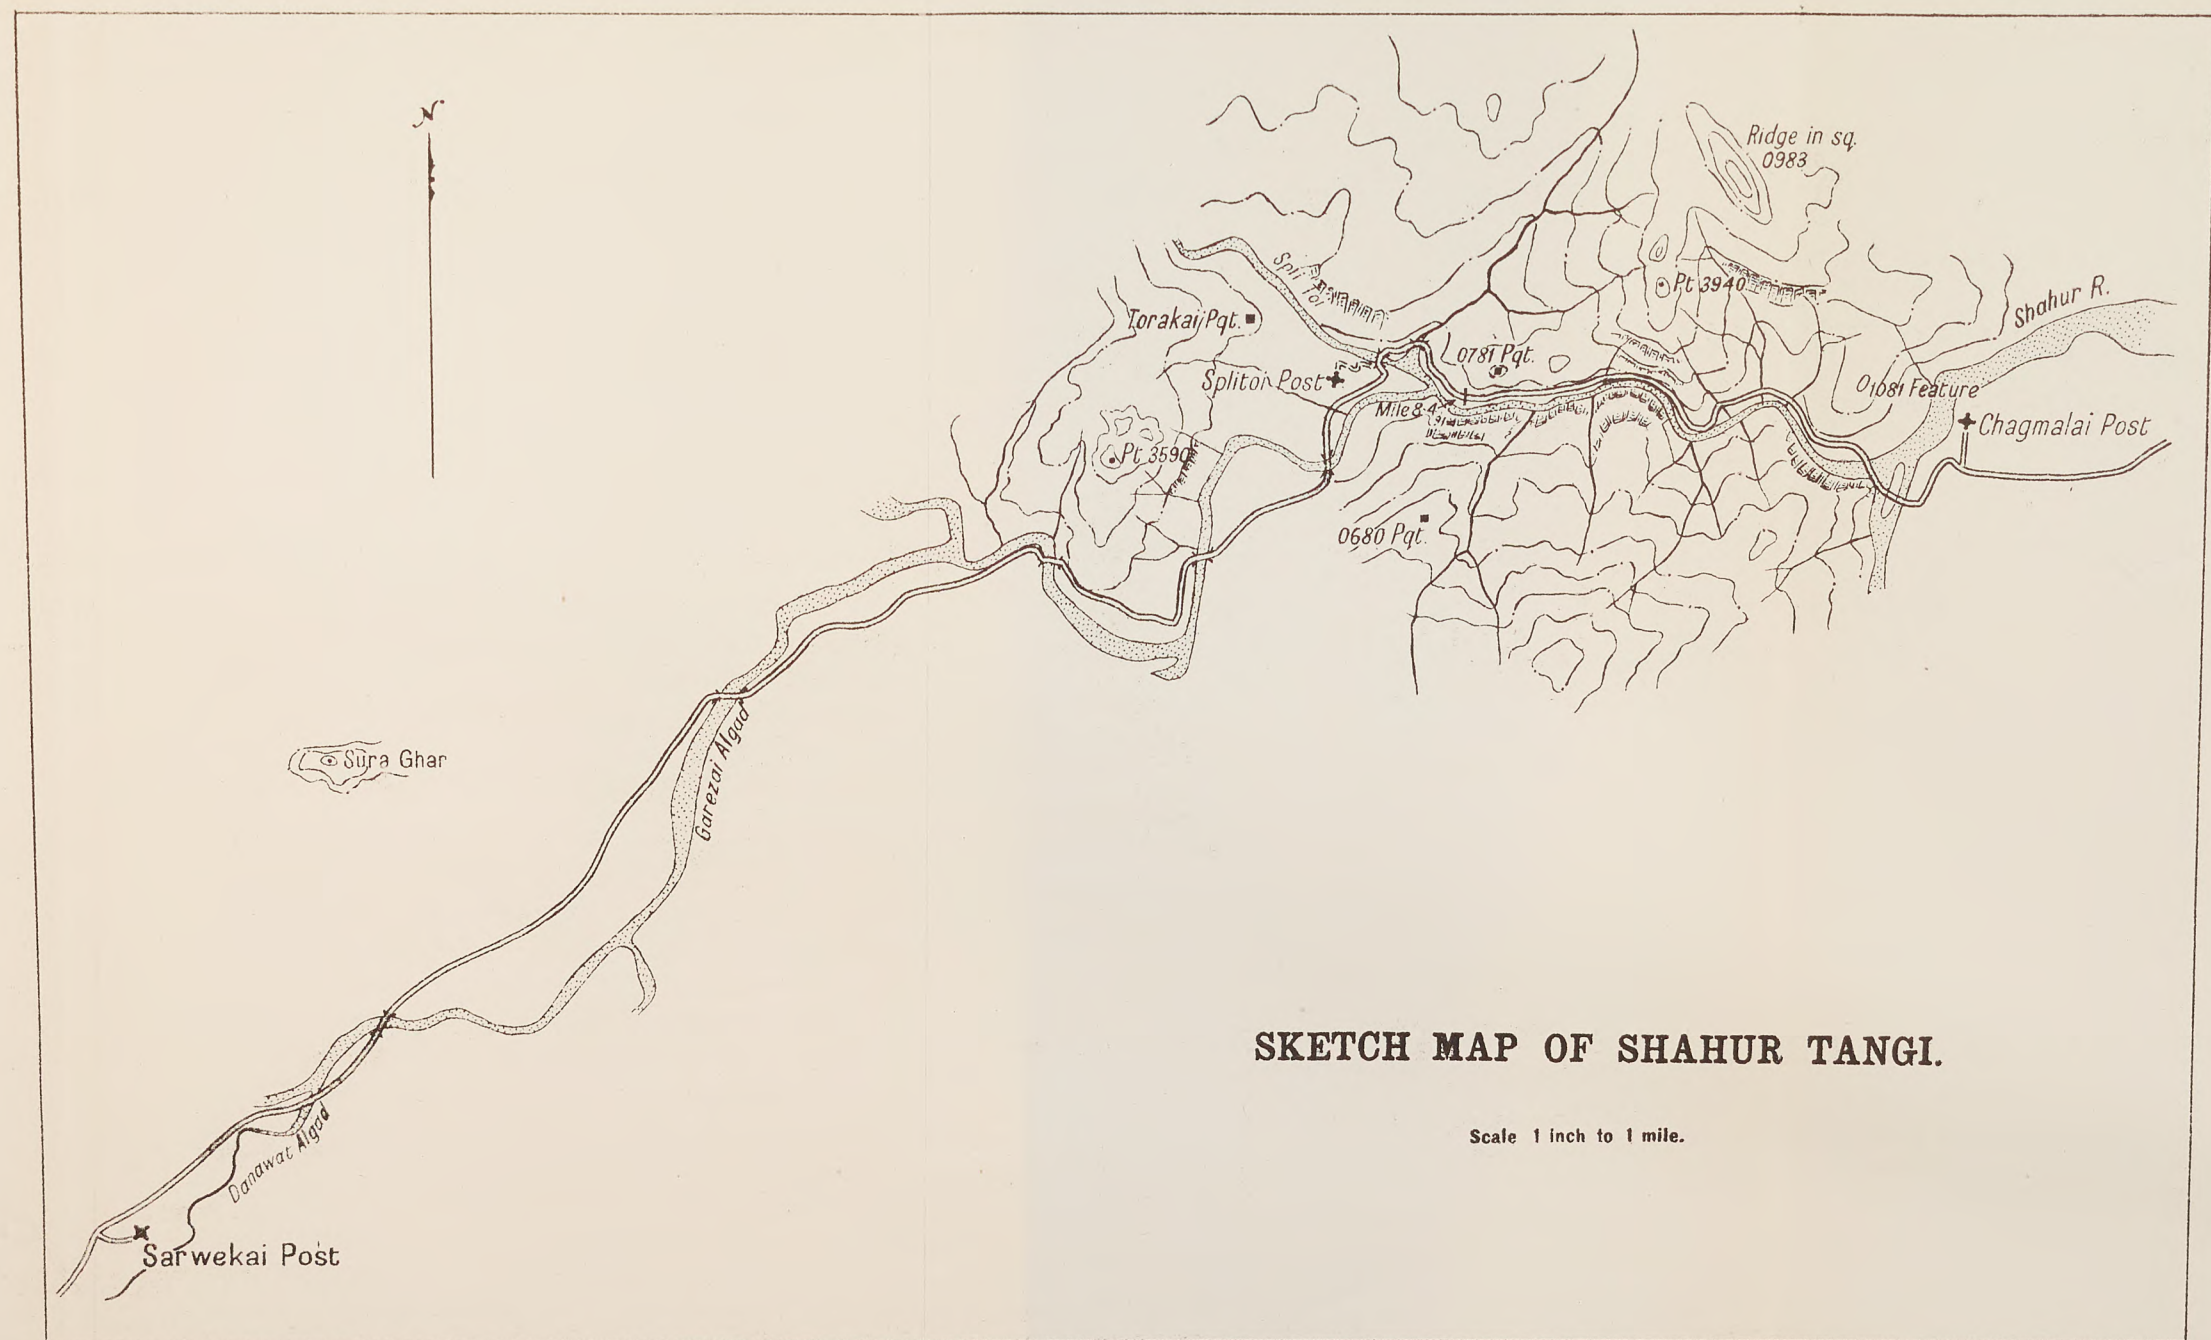 N
Ridge in sq.
0983
Spli Toi
Pt 3940
Shahur R.
Torakai Pqt.
0781 Pqt.
Splitoi Post
Mile 8·4
01081 Feature
Chagmalai Post
Pt 3590
0680 Pqt.
Garezai Algad
Sura Ghar
SKETCH MAP OF SHAHUR TANGI.
Scale 1 inch to 1 mile.
Danawat Algad
Sarwekai Post